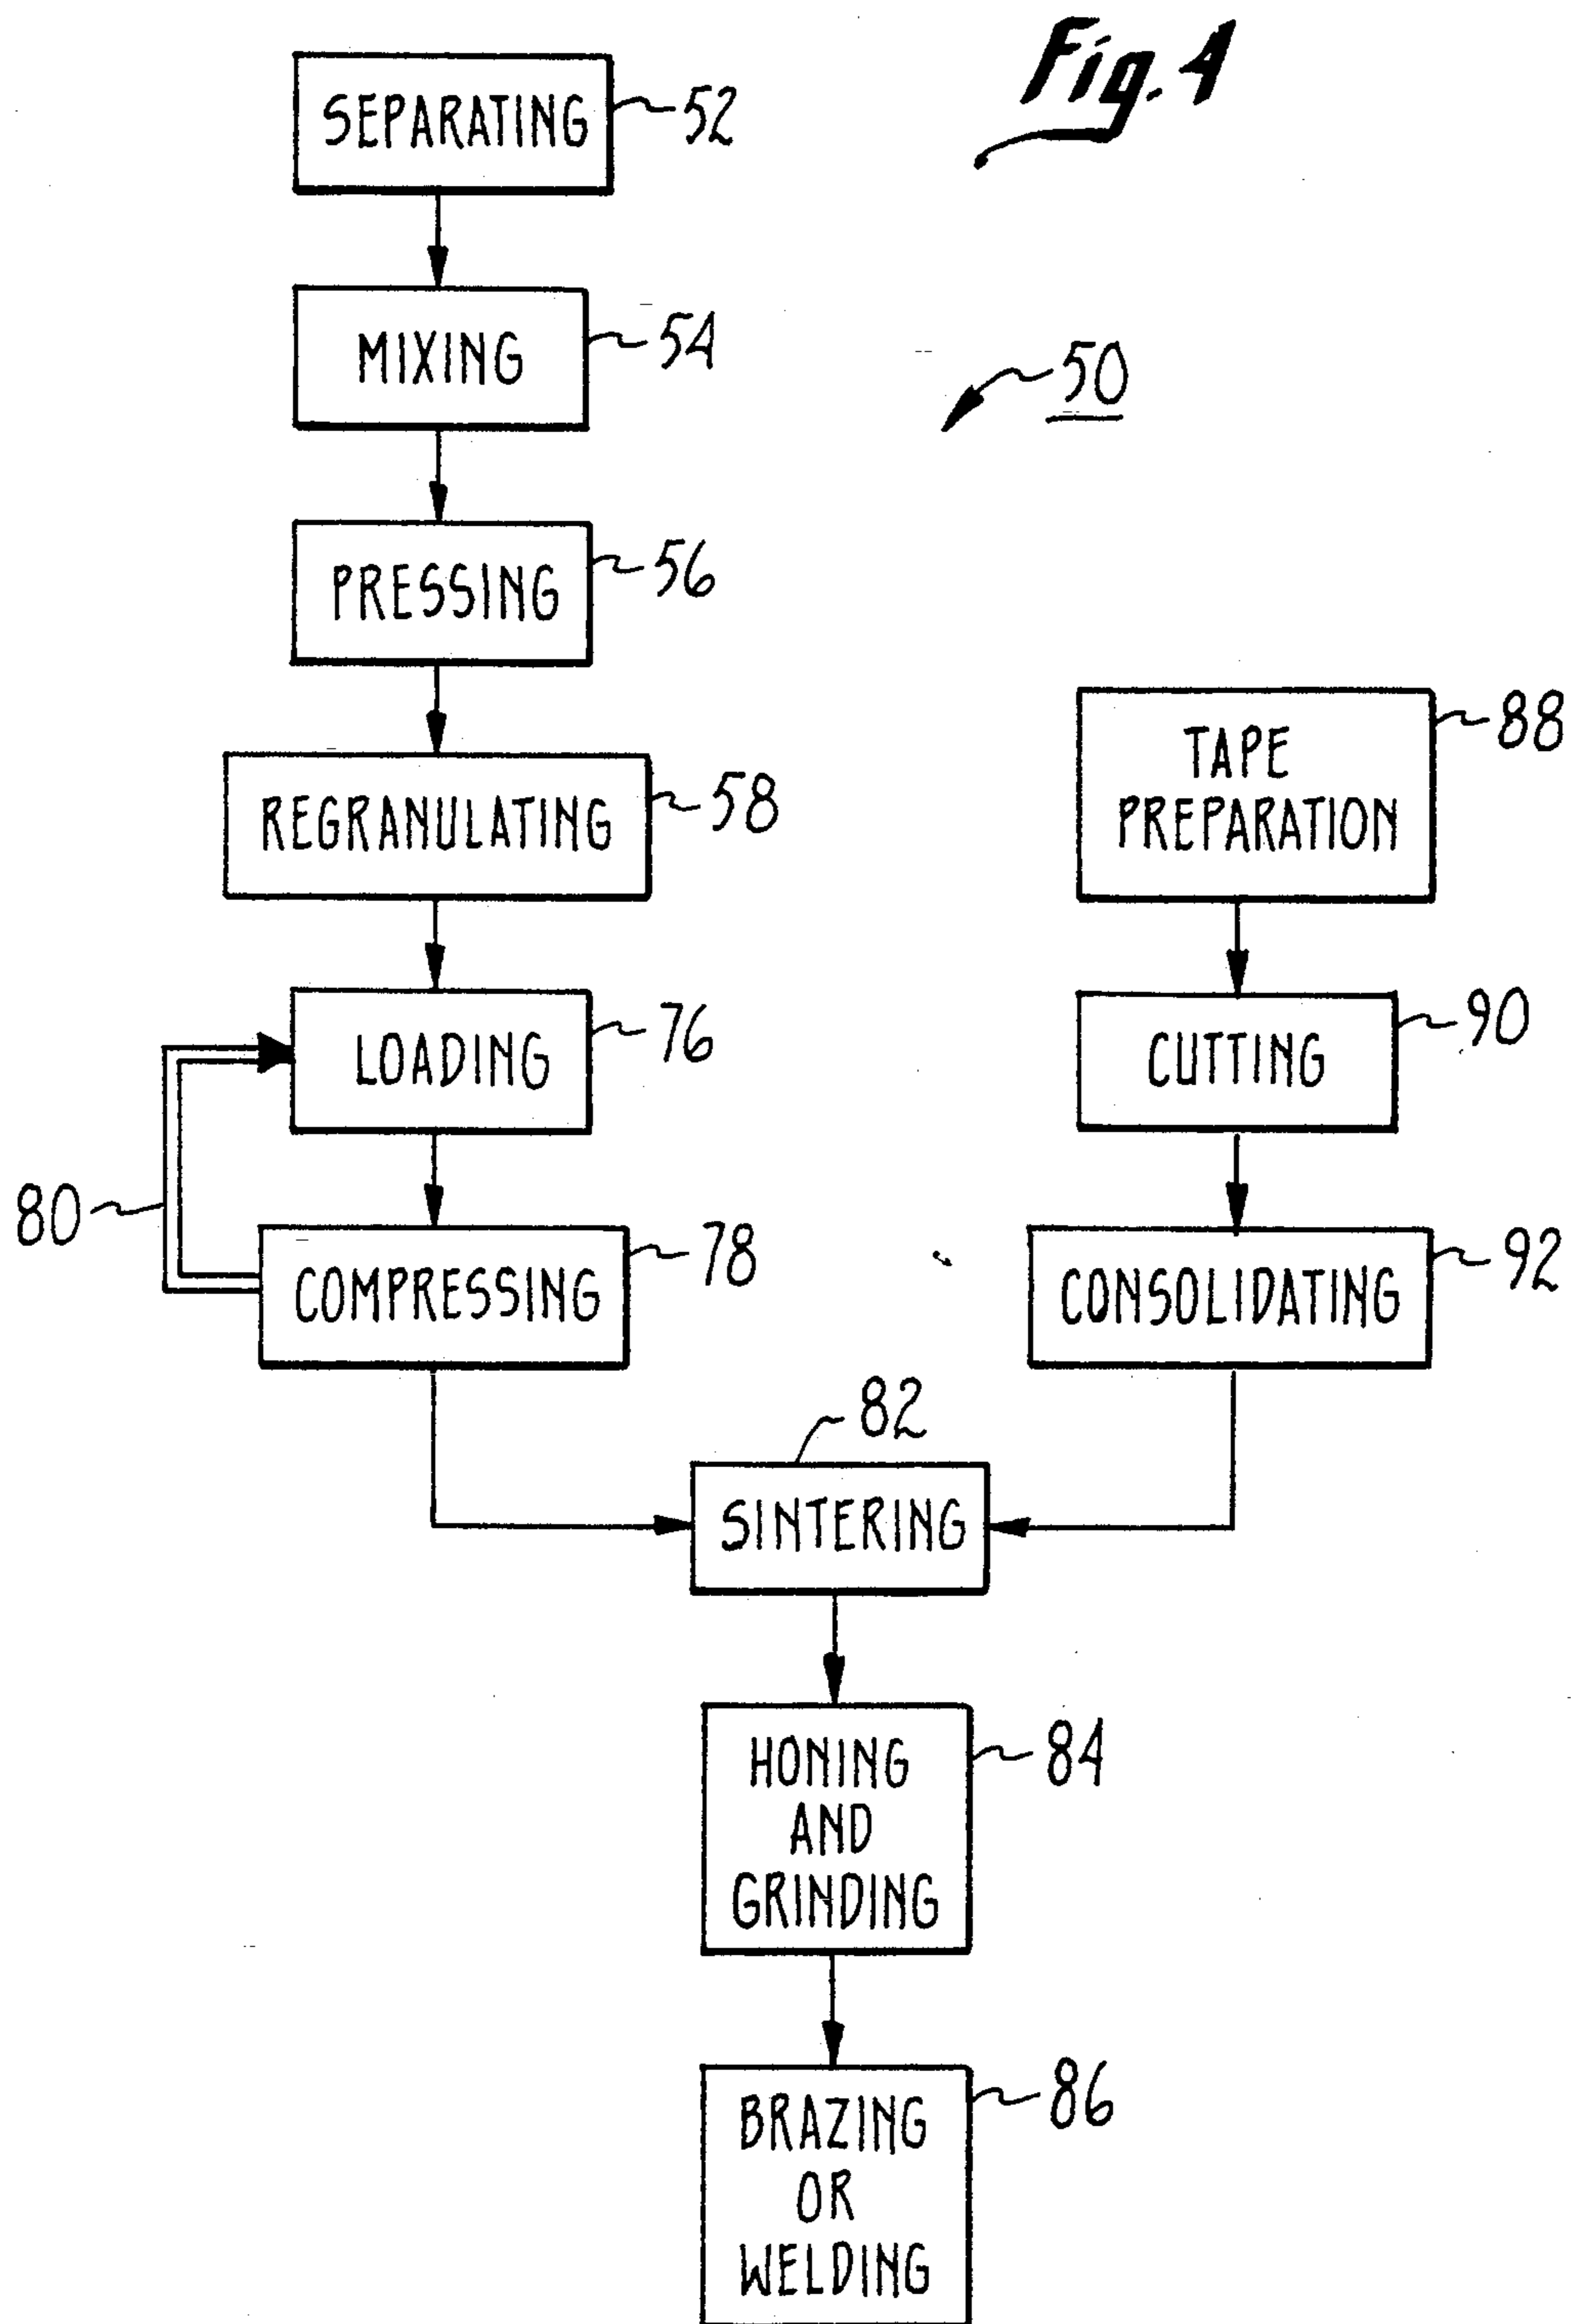 Fig. 4
SEPARATING
52
MIXING
54
50
PRESSING
56
REGRANULATING
58
TAPE
PREPARATION
88
LOADING
76
CUTTING
90
80
COMPRESSING
78
CONSOLIDATING
92
82
SINTERING
HONING
AND
GRINDING
84
BRAZING
OR
WELDING
86